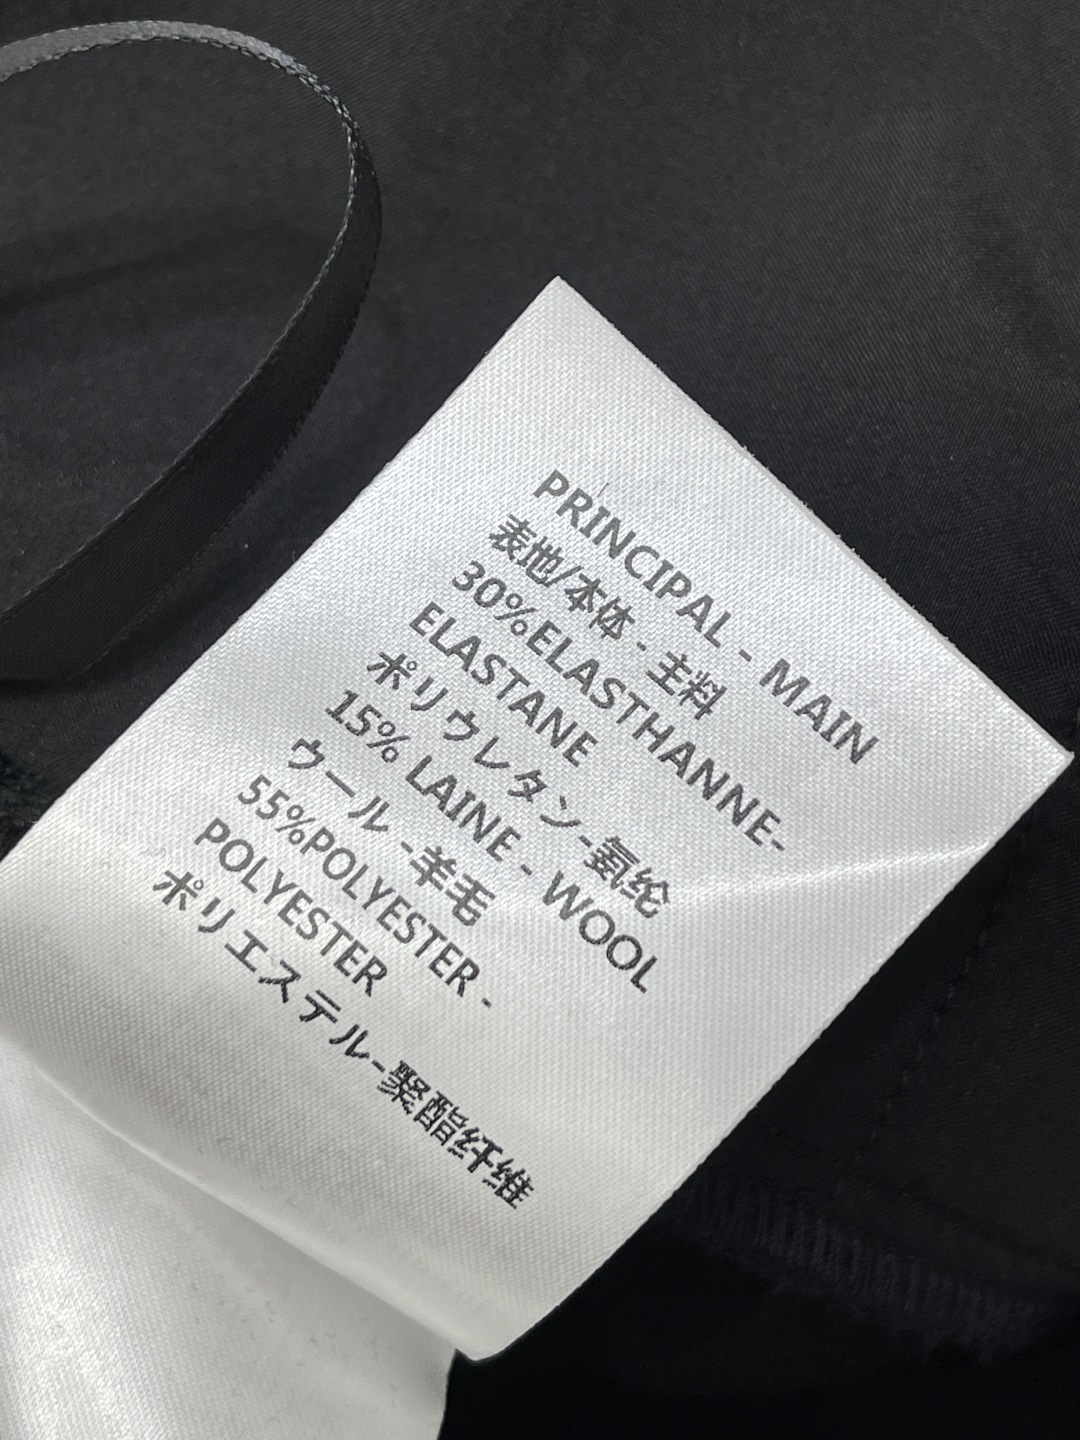 PRINCIPAL - MAIN
表地/本体 - 主料
30%ELASTHANNE-
ELASTANE
ポリウレタン-氨纶
15% LAINE - WOOL
ウール -羊毛
55%POLYESTER -
POLYESTER
ポリエステル-聚酯纤维